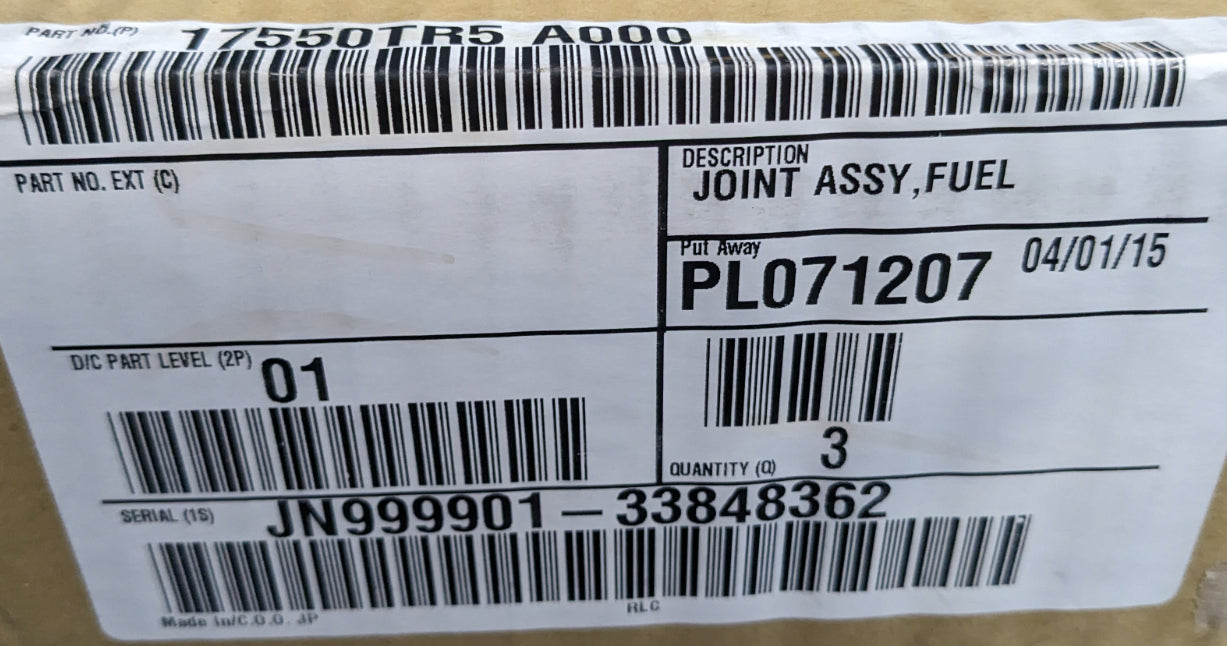 PART NO.(P) 17550TR5 A000
PART NO. EXT (C)
DESCRIPTION
JOINT ASSY,FUEL
Put Away
PL071207 04/01/15
D/C PART LEVEL (2P) 01
3
QUANTITY (Q)
SERIAL (1S) JN999901-33848362
RLC
Made In/C.O.O. JP